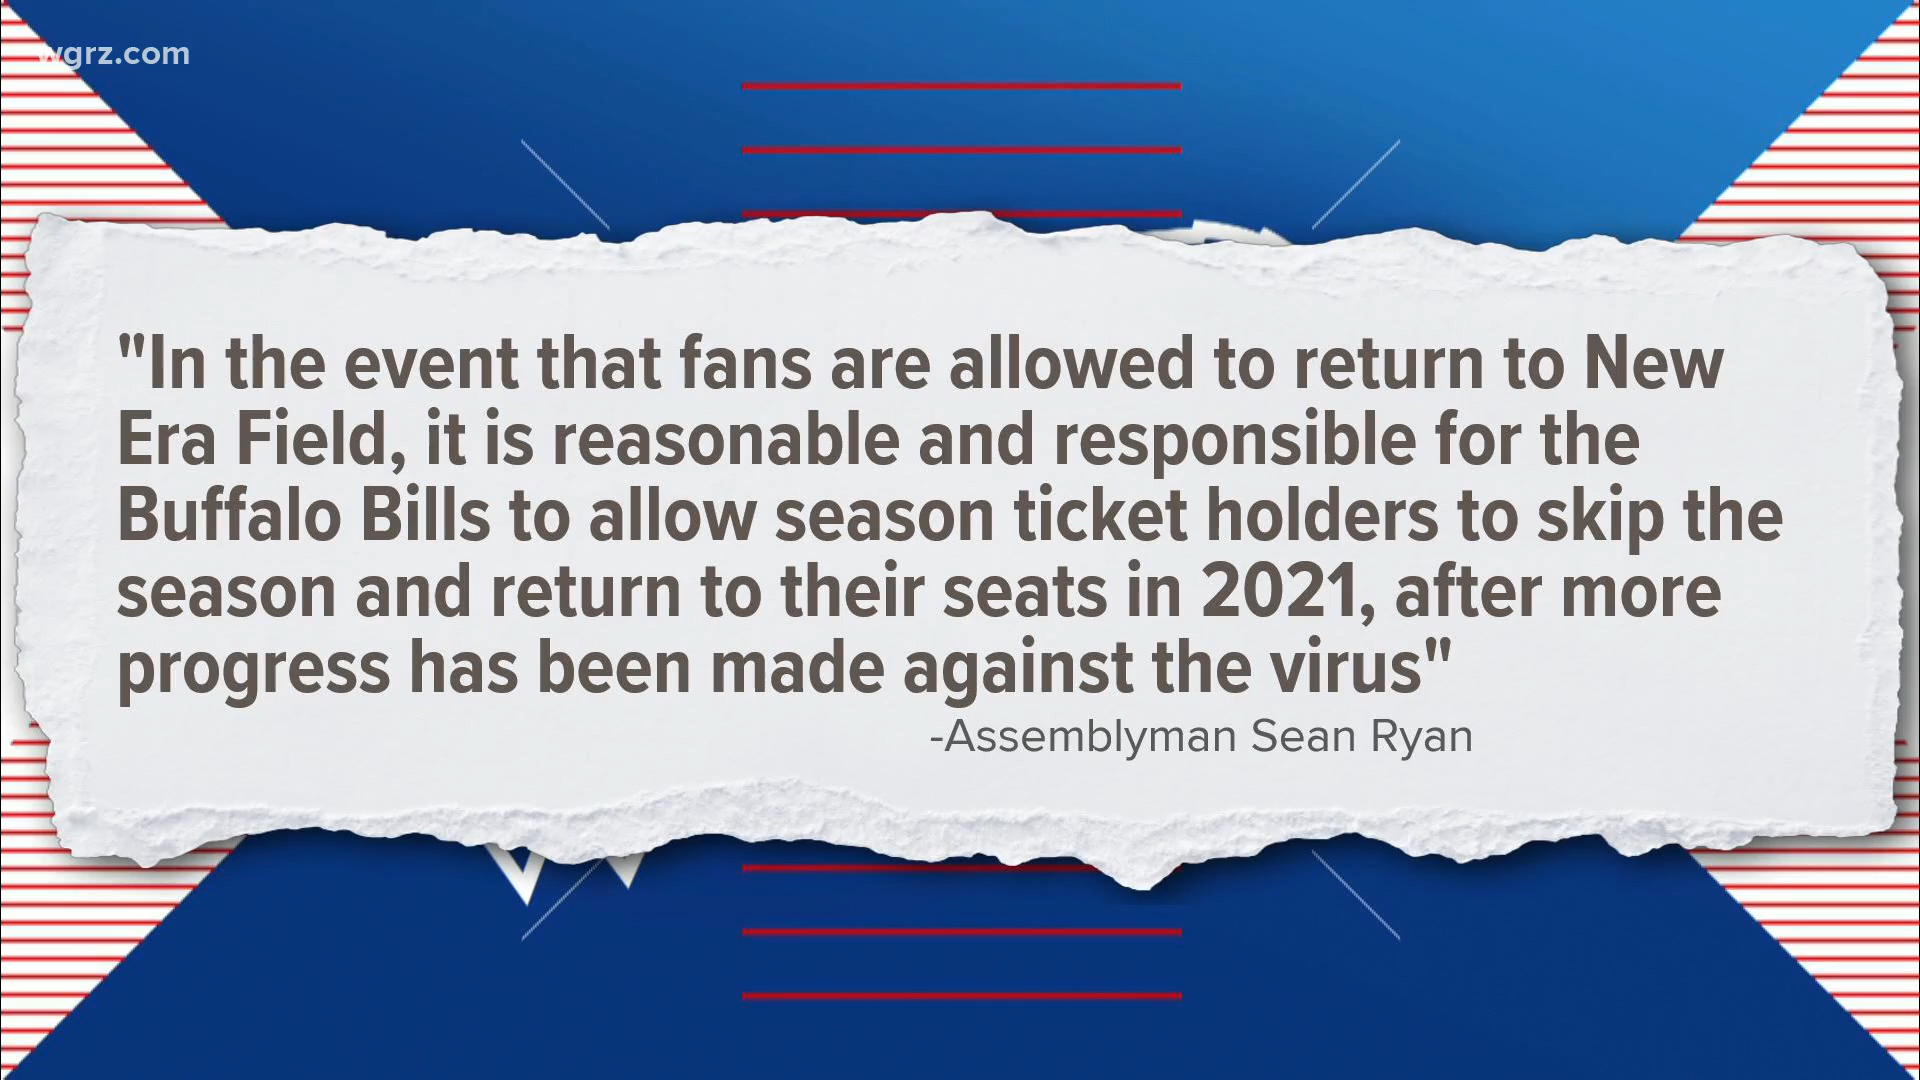 wgrz.com
"In the event that fans are allowed to return to New
Era Field, it is reasonable and responsible for the
Buffalo Bills to allow season ticket holders to skip the
season and return to their seats in 2021, after more
progress has been made against the virus"
-Assemblyman Sean Ryan